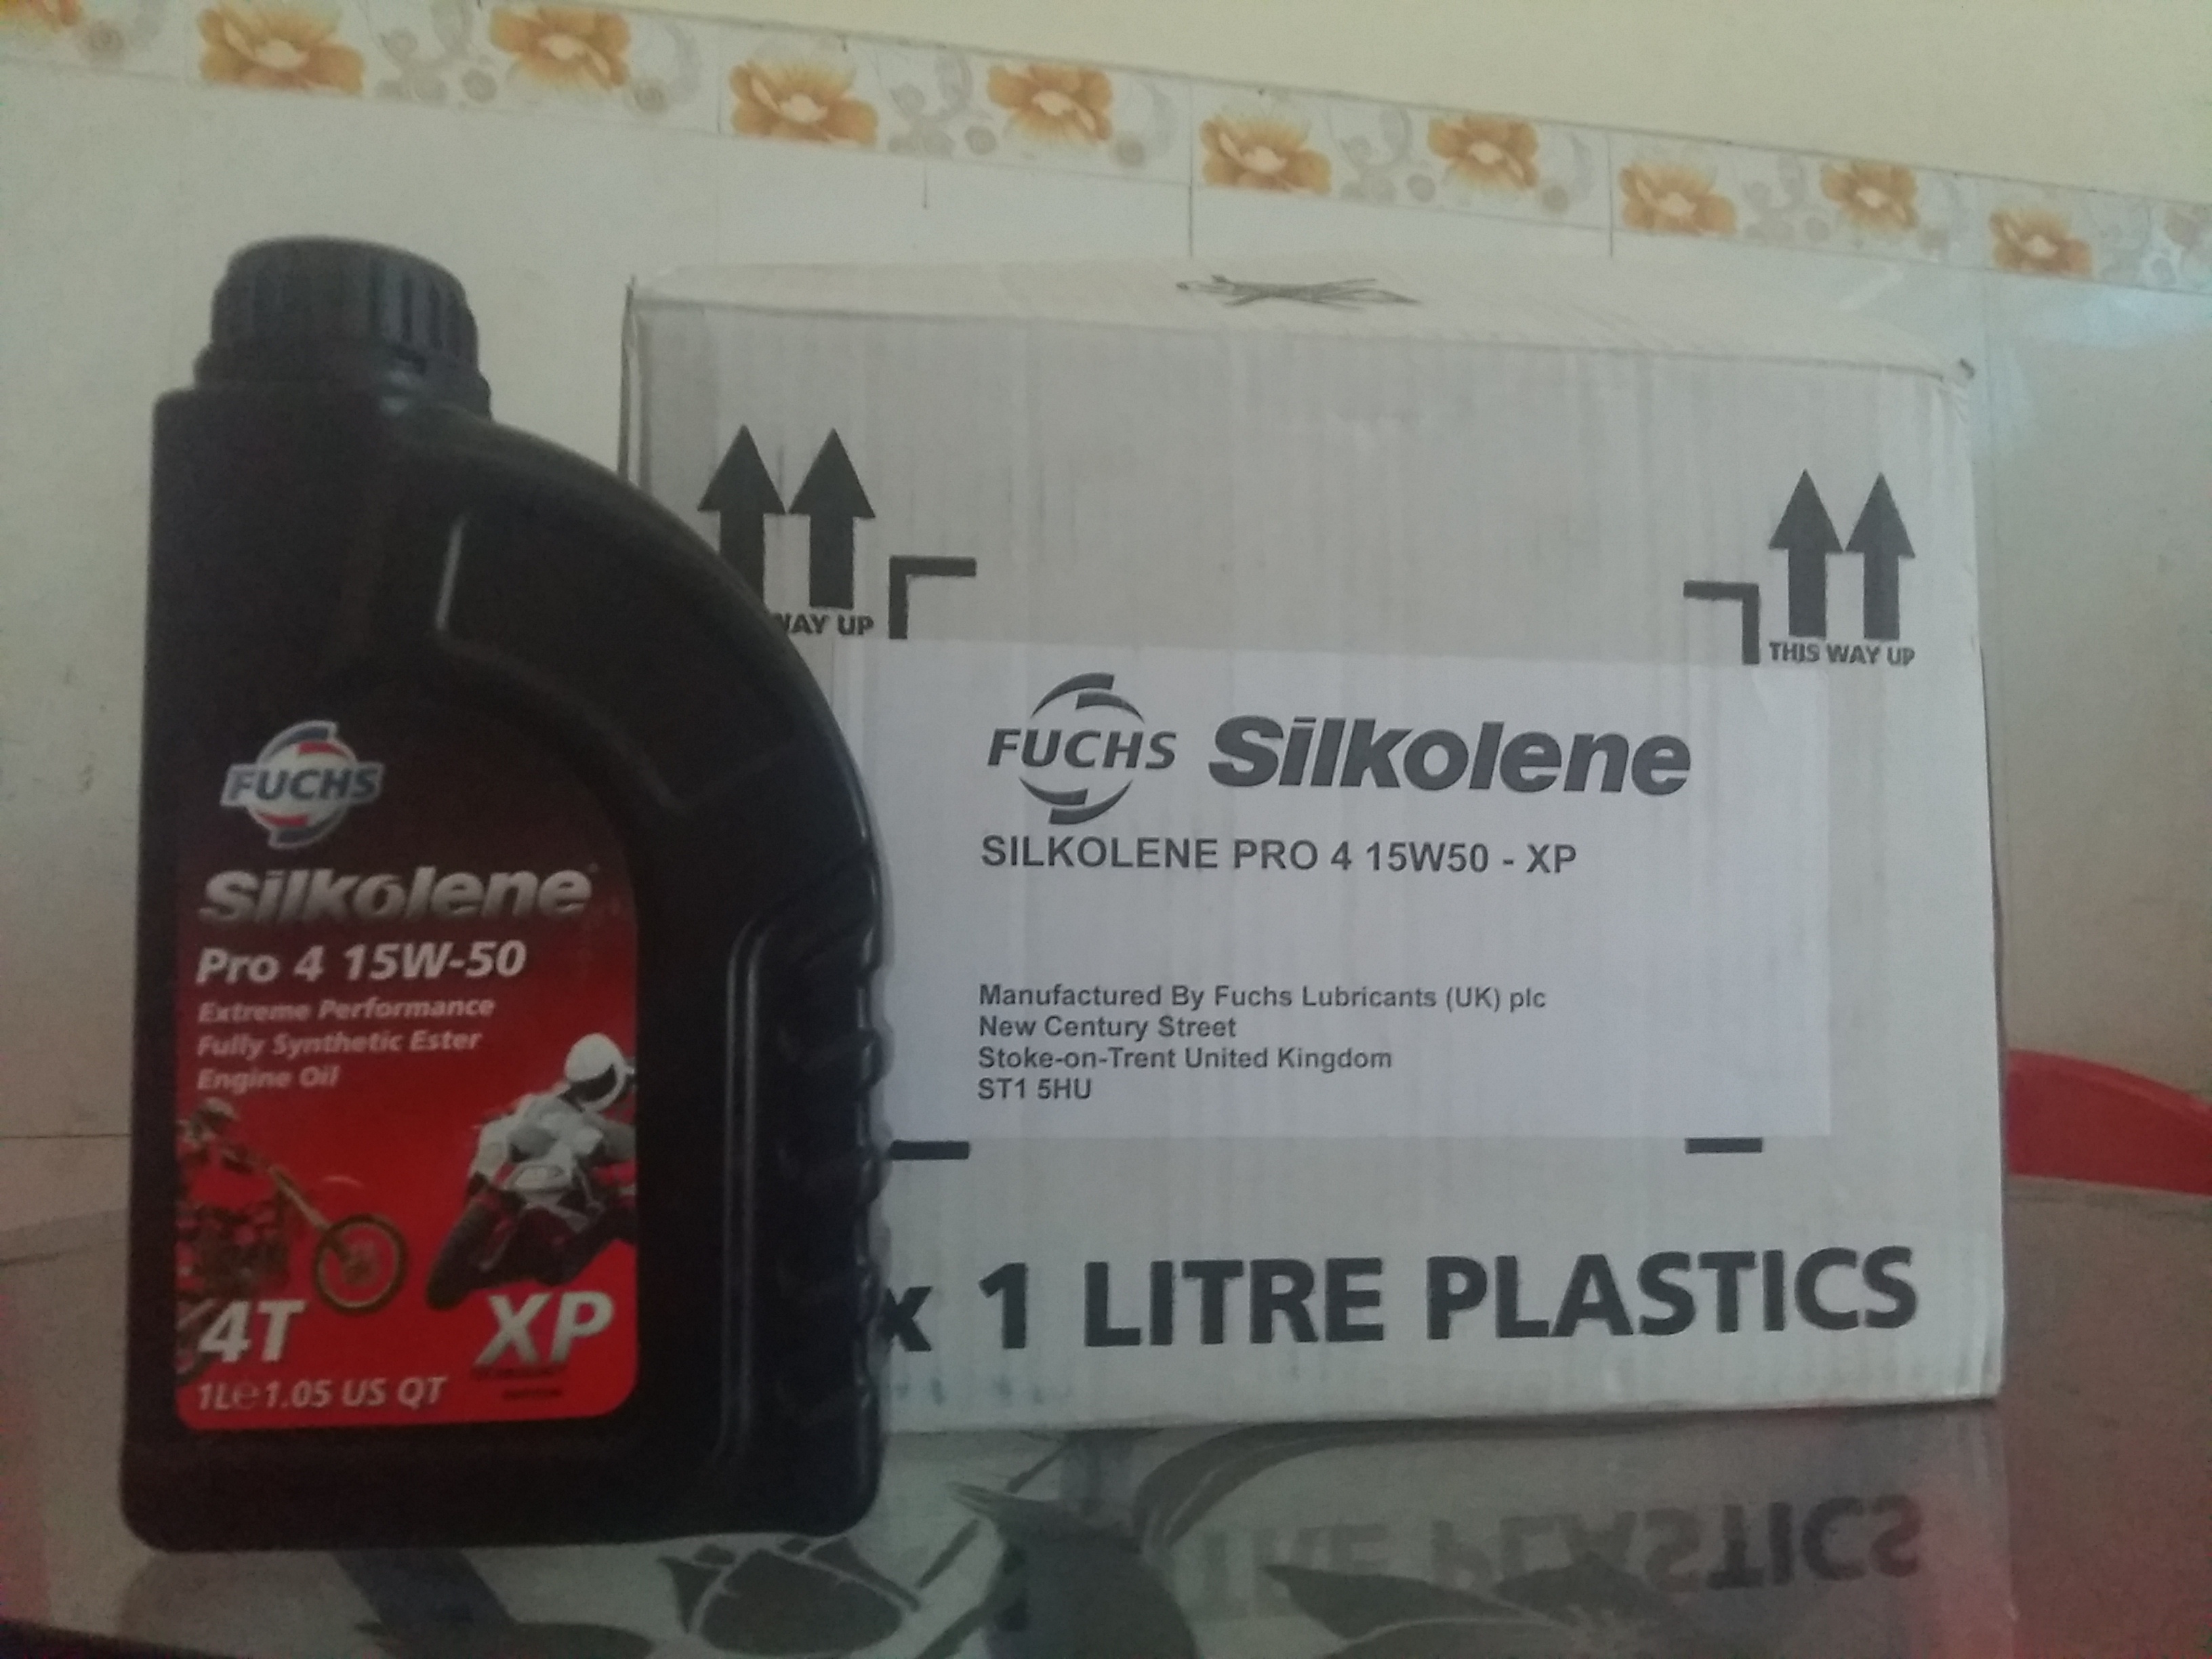 FUCHS
Silkolene
Pro 4 15W-50
Extreme Performance
Fully Synthetic Ester
Engine Oil
4T XP
1L e 1.05 US QT
WAY UP
THIS WAY UP
FUCHS Silkolene
SILKOLENE PRO 4 15W50 - XP
Manufactured By Fuchs Lubricants (UK) plc
New Century Street
Stoke-on-Trent United Kingdom
ST1 5HU
x 1 LITRE PLASTICS